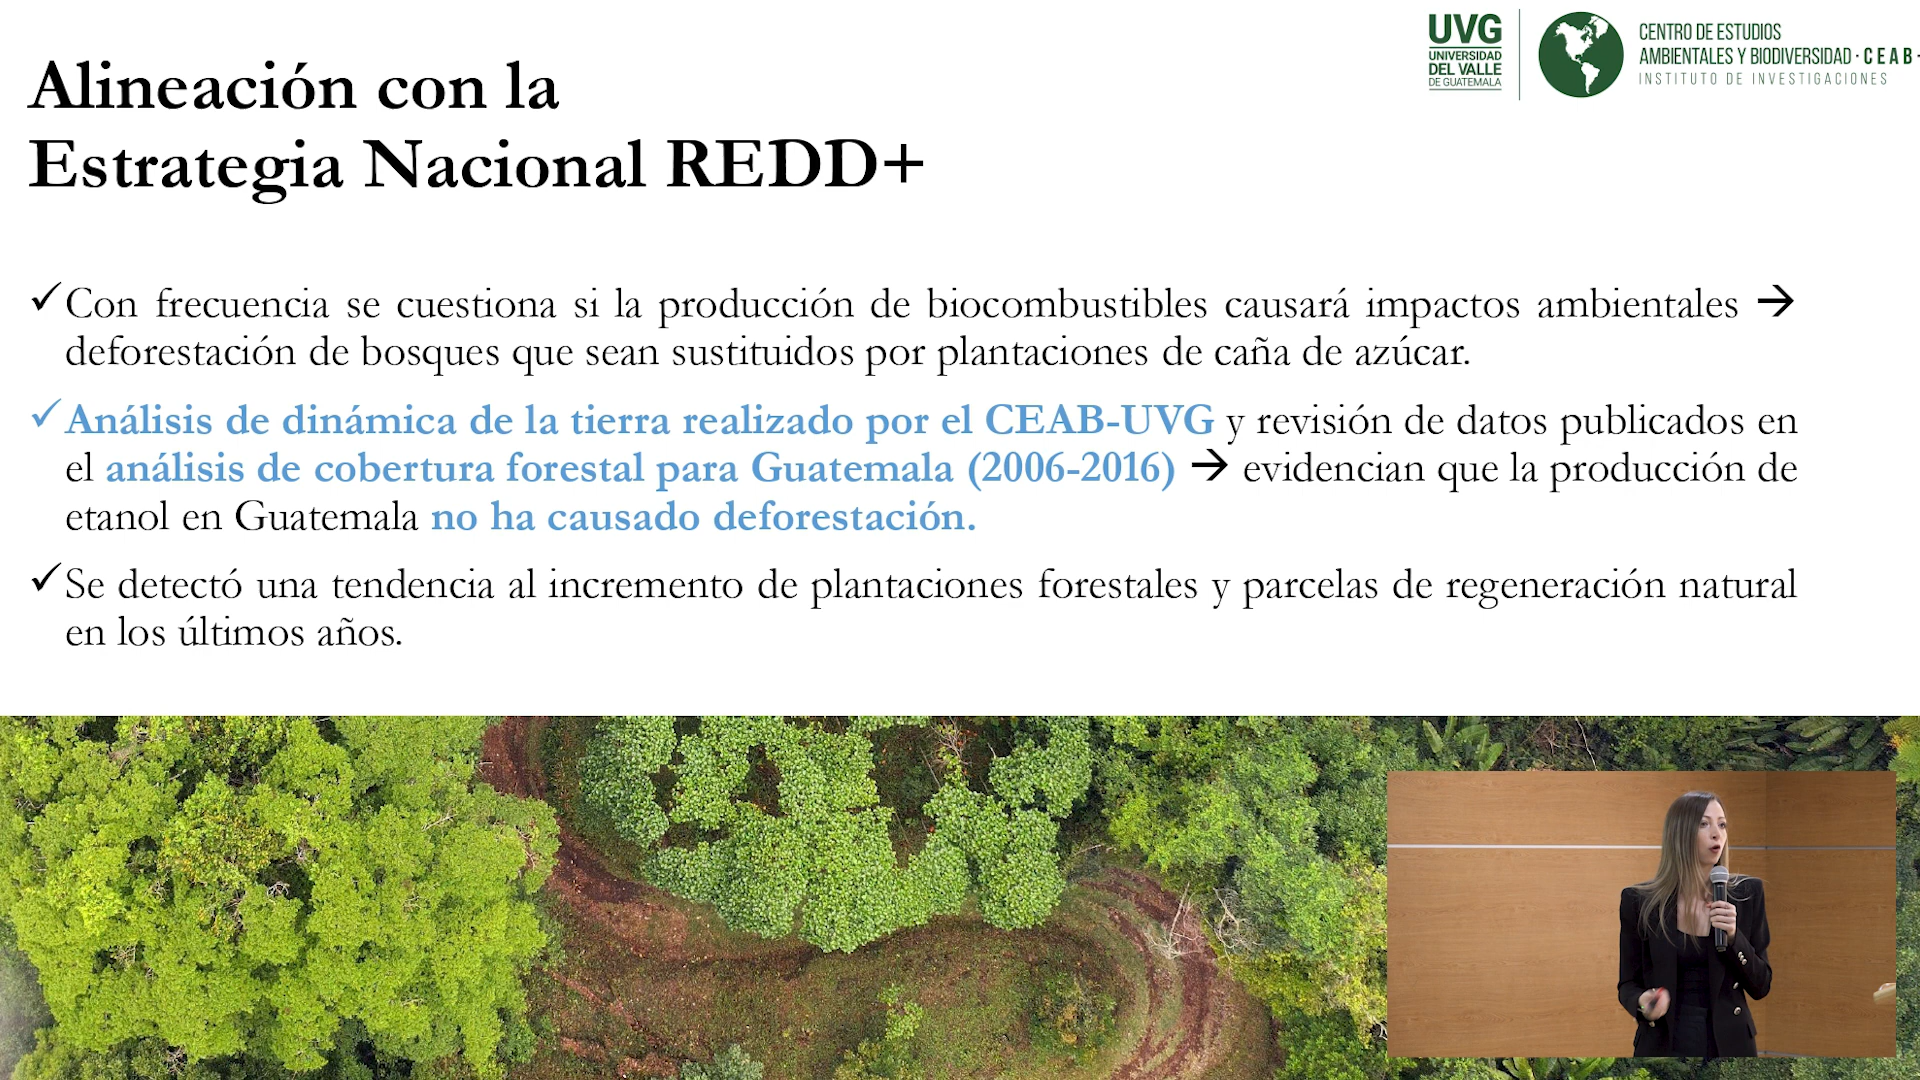 UVG
UNIVERSIDAD
DEL VALLE
DE GUATEMALA
CENTRO DE ESTUDIOS
AMBIENTALES Y BIODIVERSIDAD · CEAB ·
INSTITUTO DE INVESTIGACIONES
Alineación con la
Estrategia Nacional REDD+
✓Con frecuencia se cuestiona si la producción de biocombustibles causará impactos ambientales →
deforestación de bosques que sean sustituidos por plantaciones de caña de azúcar.
✓Análisis de dinámica de la tierra realizado por el CEAB-UVG y revisión de datos publicados en
el análisis de cobertura forestal para Guatemala (2006-2016) → evidencian que la producción de
etanol en Guatemala no ha causado deforestación.
✓Se detectó una tendencia al incremento de plantaciones forestales y parcelas de regeneración natural
en los últimos años.